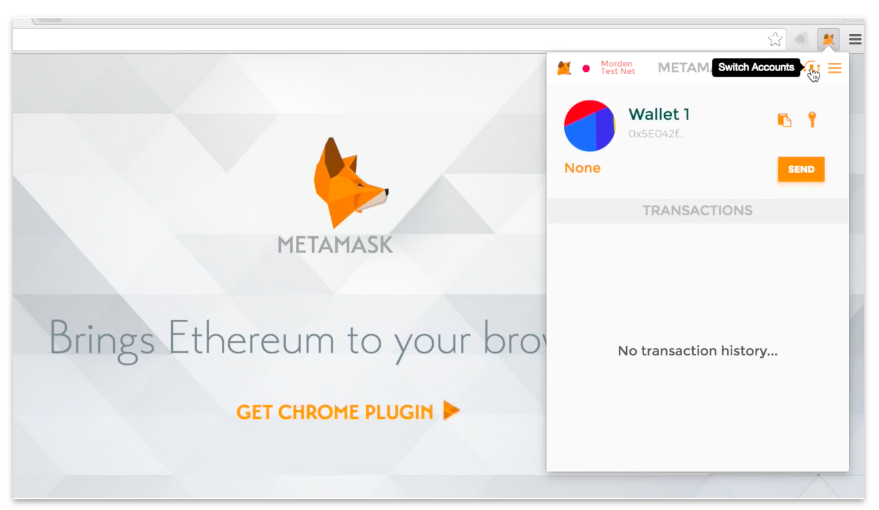 Morden
Test Net
METAM
Switch Accounts
Wallet 1
0x5E042f..
None
SEND
TRANSACTIONS
METAMASK
Brings Ethereum to your bro
No transaction history...
GET CHROME PLUGIN